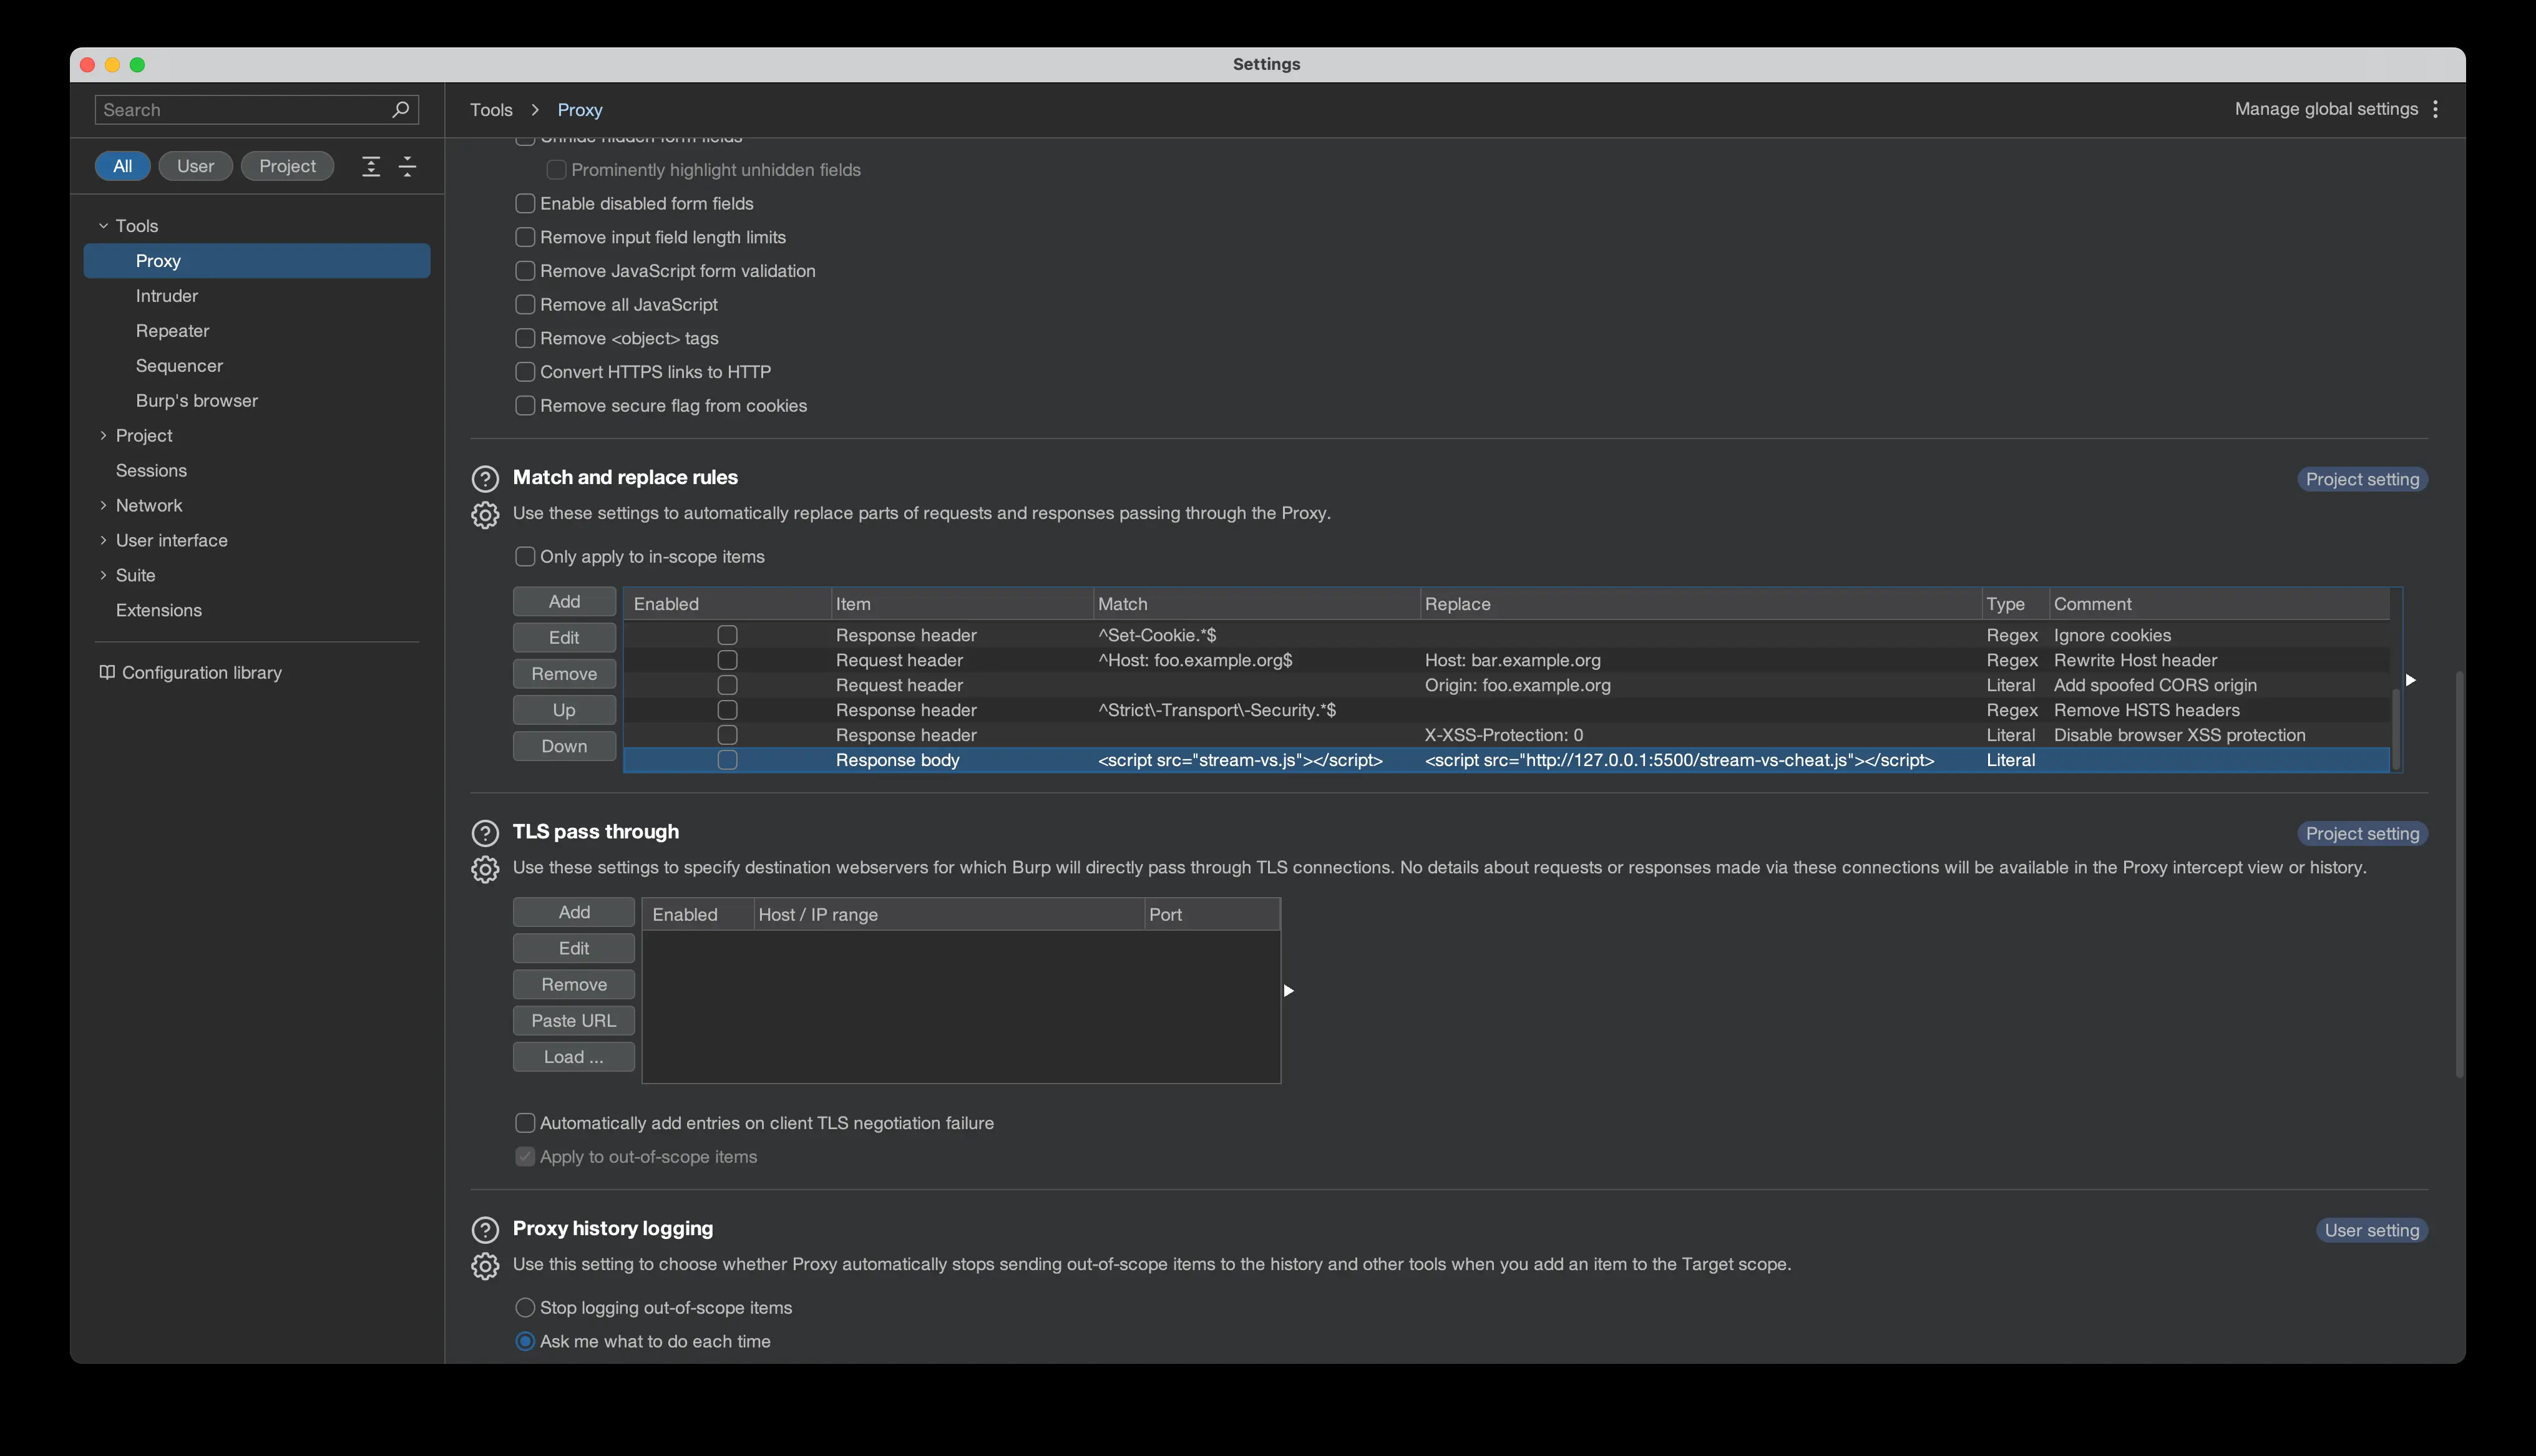 Settings
Search
Tools > Proxy
Manage global settings
All User Project
Tools
Proxy
Intruder
Repeater
Sequencer
Burp's browser
Project
Sessions
Network
User interface
Suite
Extensions
Configuration library
Unhide hidden form fields
Prominently highlight unhidden fields
Enable disabled form fields
Remove input field length limits
Remove JavaScript form validation
Remove all JavaScript
Remove <object> tags
Convert HTTPS links to HTTP
Remove secure flag from cookies
Match and replace rules
Project setting
Use these settings to automatically replace parts of requests and responses passing through the Proxy.
Only apply to in-scope items
Add
Edit
Remove
Up
Down
Enabled Item Match Replace Type Comment
Response header ^Set-Cookie.*$ Regex Ignore cookies
Request header ^Host: foo.example.org$ Host: bar.example.org Regex Rewrite Host header
Request header Origin: foo.example.org Literal Add spoofed CORS origin
Response header ^Strict\-Transport\-Security.*$ Regex Remove HSTS headers
Response header X-XSS-Protection: 0 Literal Disable browser XSS protection
Response body <script src="stream-vs.js"></script> <script src="http://127.0.0.1:5500/stream-vs-cheat.js"></script> Literal
TLS pass through
Project setting
Use these settings to specify destination webservers for which Burp will directly pass through TLS connections. No details about requests or responses made via these connections will be available in the Proxy intercept view or history.
Add
Edit
Remove
Paste URL
Load ...
Enabled Host / IP range Port
Automatically add entries on client TLS negotiation failure
Apply to out-of-scope items
Proxy history logging
User setting
Use this setting to choose whether Proxy automatically stops sending out-of-scope items to the history and other tools when you add an item to the Target scope.
Stop logging out-of-scope items
Ask me what to do each time